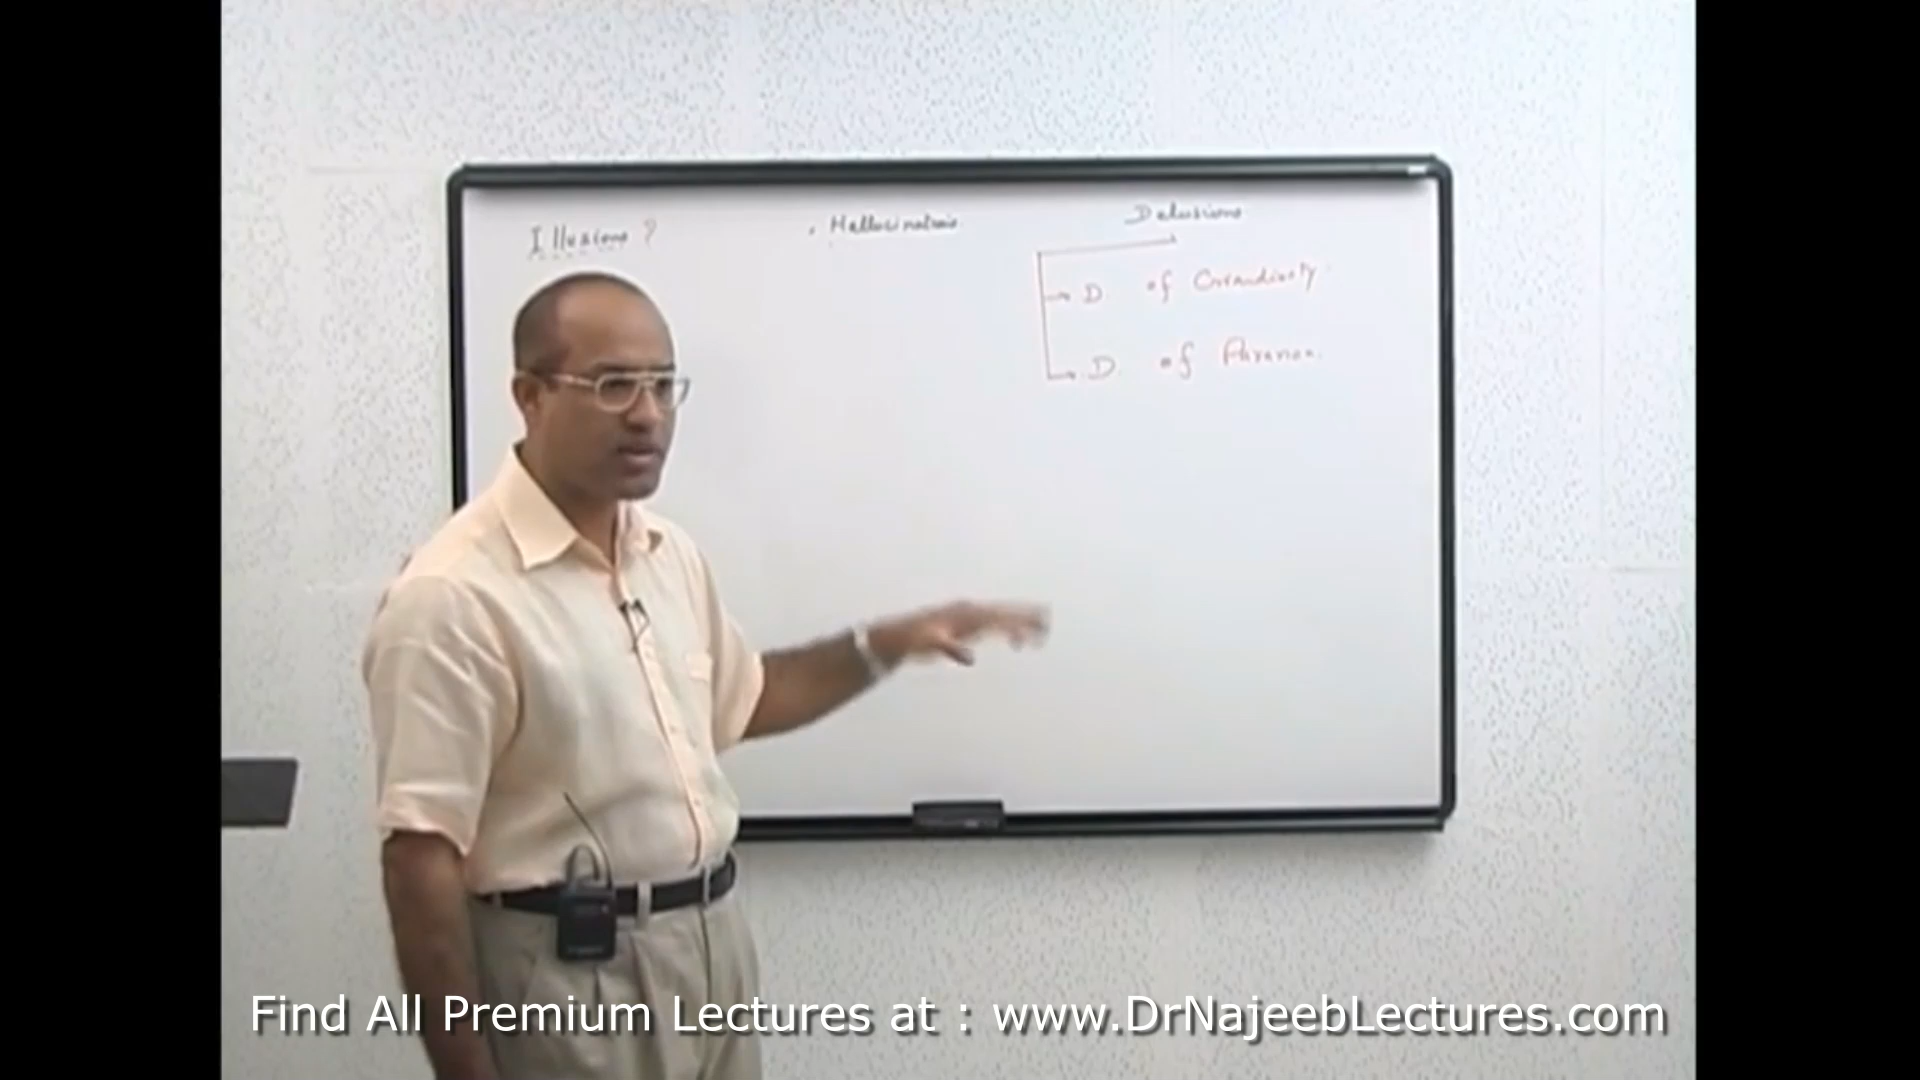 Illusions ?
. Hallucinations
Delusions
D. of Grandiosity
D. of Paranoia
Find All Premium Lectures at : www.DrNajeebLectures.com